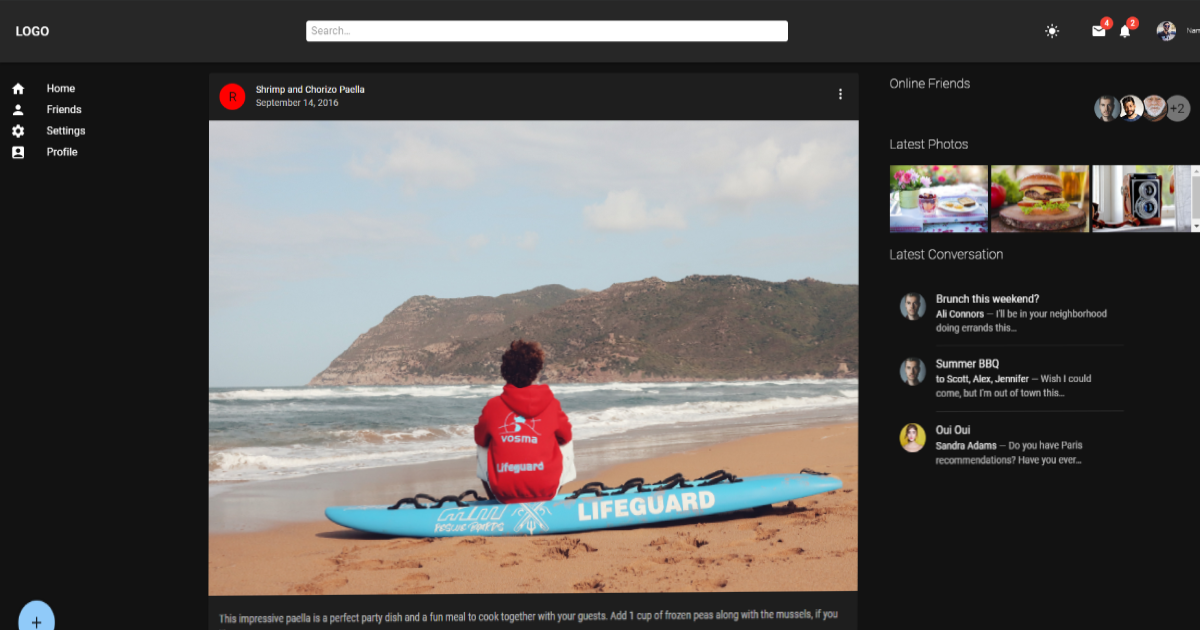 LOGO
Search...
4
2
Nam
Home
Friends
Settings
Profile
R
Shrimp and Chorizo Paella
September 14, 2016
vosma
Lifeguard
RESCUE BOARDS
LIFEGUARD
This impressive paella is a perfect party dish and a fun meal to cook together with your guests. Add 1 cup of frozen peas along with the mussels, if you
+
Online Friends
+2
Latest Photos
Latest Conversation
Brunch this weekend?
Ali Connors — I'll be in your neighborhood
doing errands this…
Summer BBQ
to Scott, Alex, Jennifer — Wish I could
come, but I'm out of town this…
Oui Oui
Sandra Adams — Do you have Paris
recommendations? Have you ever…